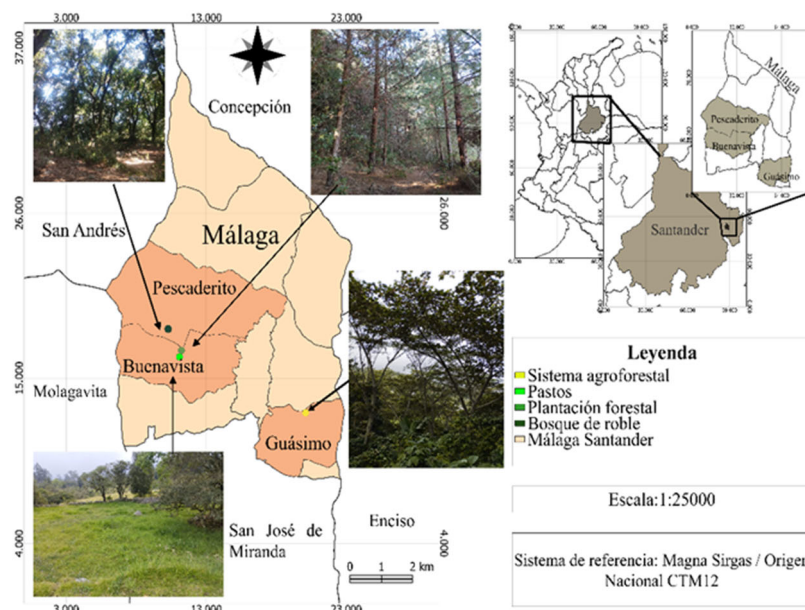 3.000 13.000 23.000
37.000
Concepción
26.000
26.000
San Andrés
Málaga
Pescaderito
Buenavista
15.000
Molagavita
Guásimo
San José de
Miranda
Enciso
4.000
4.000
0 1 2 km
3.000 13.000 23.000
Málaga
Pescaderito
Buenavista
Guásimo
Santander
Leyenda
Sistema agroforestal
Pastos
Plantación forestal
Bosque de roble
Málaga Santander
Escala:1:25000
Sistema de referencia: Magna Sirgas / Origen
Nacional CTM12